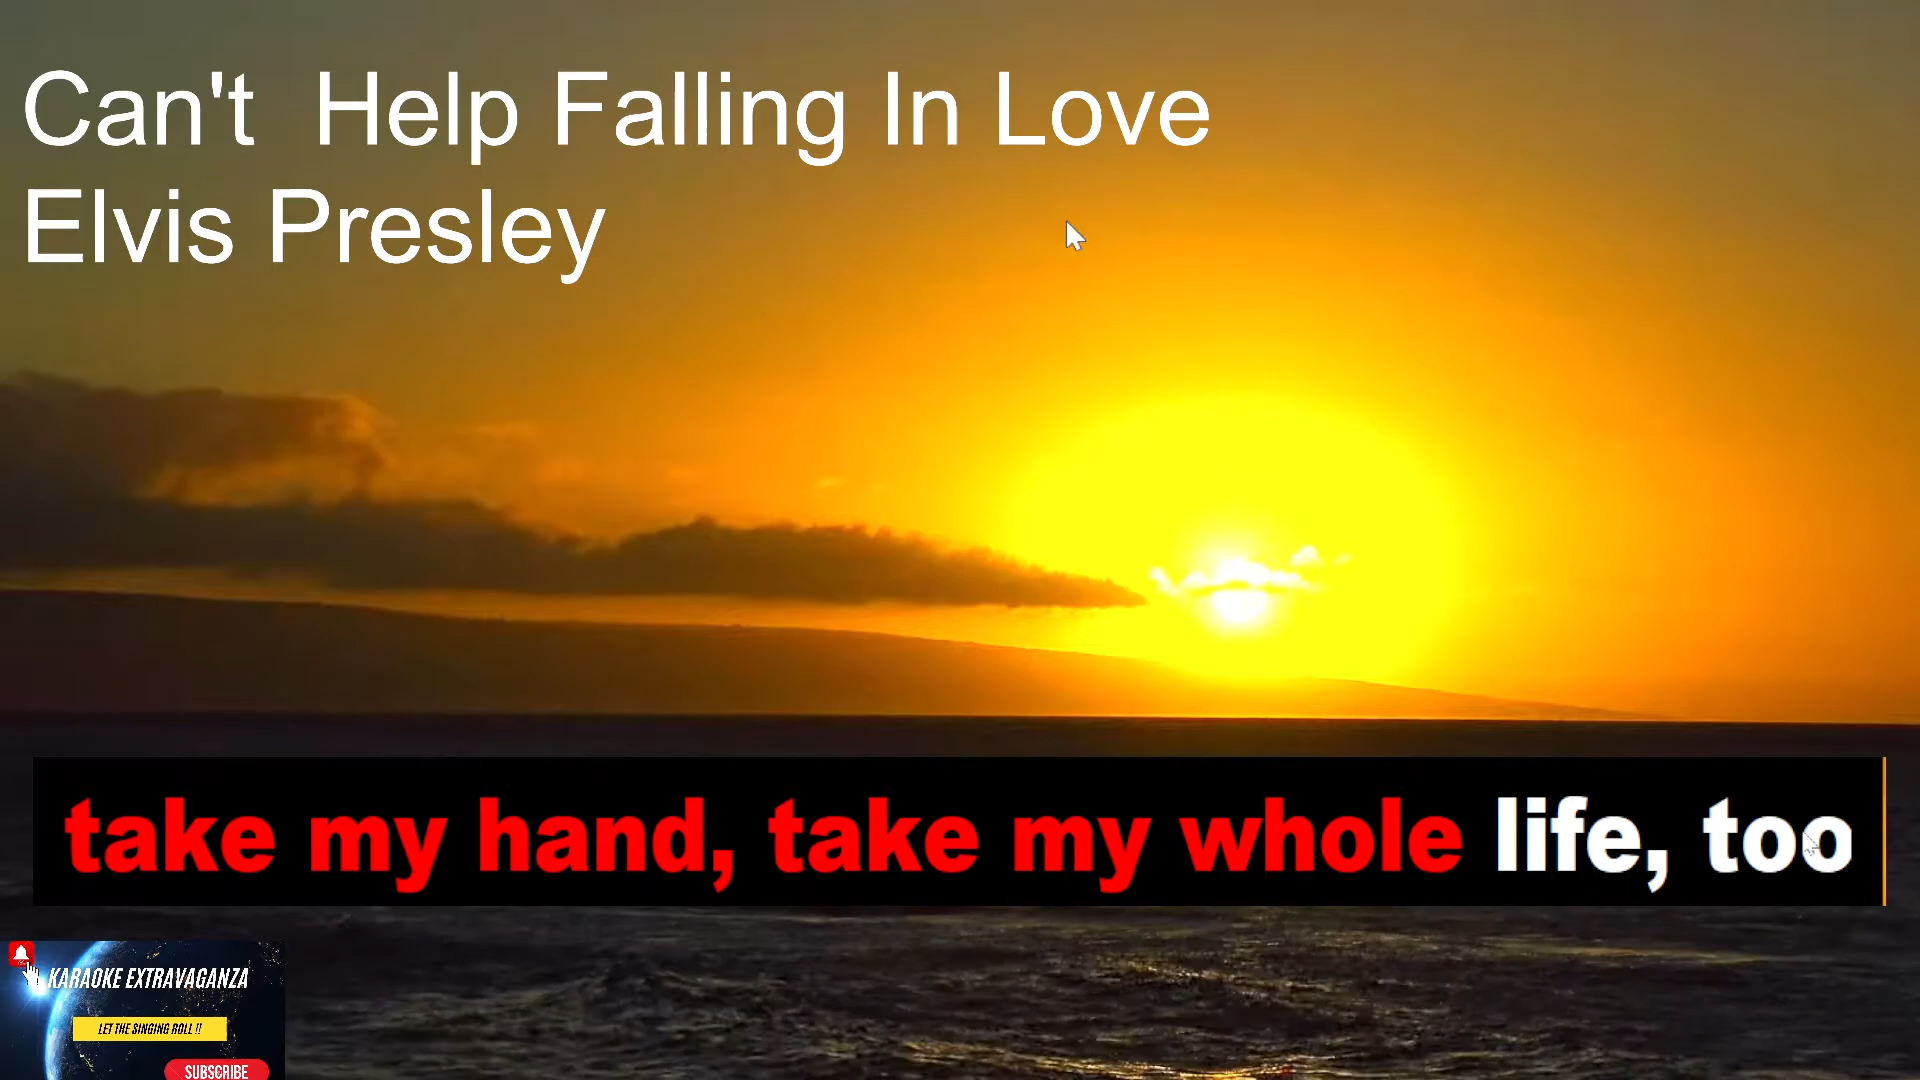 Can't  Help Falling In Love
Elvis Presley
take my hand, take my whole life, too
KARAOKE EXTRAVAGANZA
LET THE SINGING ROLL !!
SUBSCRIBE